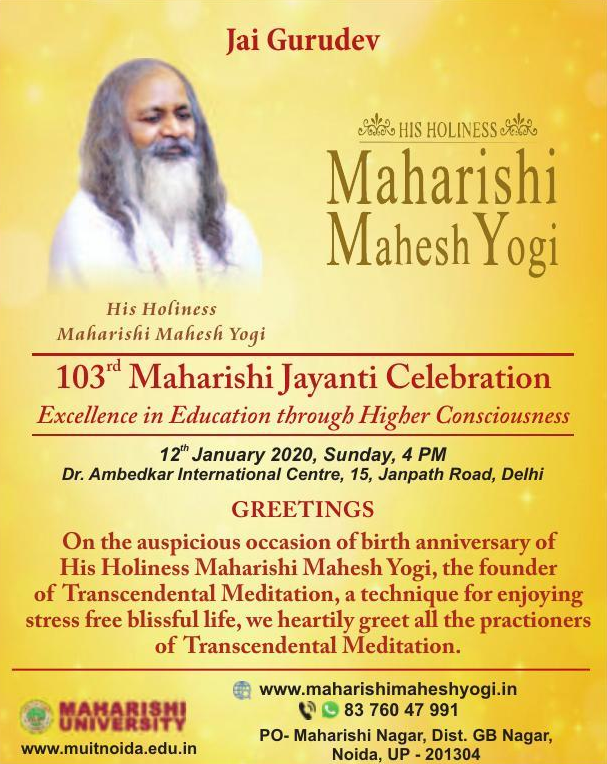 Jai Gurudev
HIS HOLINESS
Maharishi
Mahesh Yogi
His Holiness
Maharishi Mahesh Yogi
103rd Maharishi Jayanti Celebration
Excellence in Education through Higher Consciousness
12th January 2020, Sunday, 4 PM
Dr. Ambedkar International Centre, 15, Janpath Road, Delhi
GREETINGS
On the auspicious occasion of birth anniversary of
His Holiness Maharishi Mahesh Yogi, the founder
of Transcendental Meditation, a technique for enjoying
stress free blissful life, we heartily greet all the practioners
of Transcendental Meditation.
MAHARISHI
UNIVERSITY
www.muitnoida.edu.in
www.maharishimaheshyogi.in
83 760 47 991
PO- Maharishi Nagar, Dist. GB Nagar,
Noida, UP - 201304